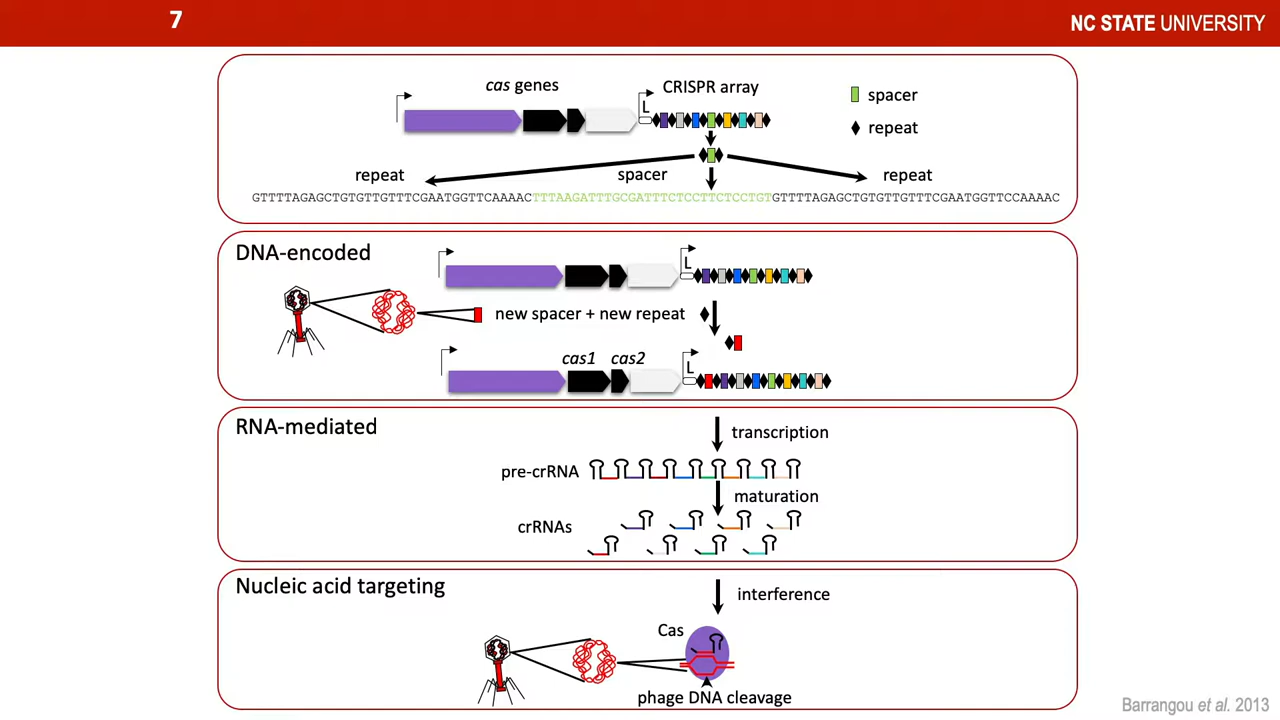 7
NC STATE UNIVERSITY
cas genes
CRISPR array
L
spacer
repeat
repeat
spacer
repeat
GTTTTAGAGCTGTGTTGTTTCGAATGGTTCAAAACTTTAAGATTTGCGATTTCTCCTTCTCCTGTGTTTTAGAGCTGTGTTGTTTCGAATGGTTCCAAAAC
DNA-encoded
L
new spacer + new repeat
cas1
cas2
L
RNA-mediated
transcription
pre-crRNA
maturation
crRNAs
Nucleic acid targeting
interference
Cas
phage DNA cleavage
Barrangou et al. 2013